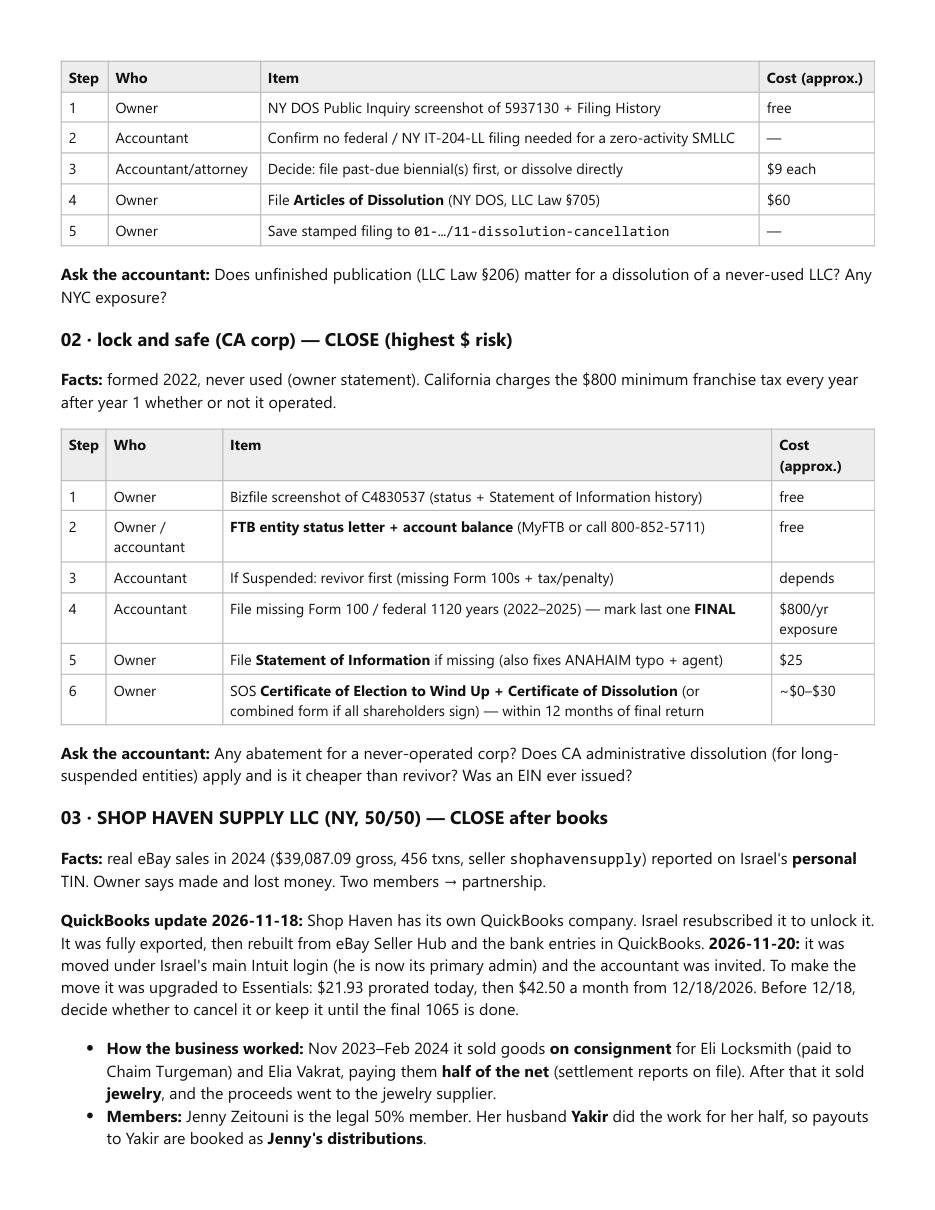 Step Who Item Cost (approx.)
1 Owner NY DOS Public Inquiry screenshot of 5937130 + Filing History free
2 Accountant Confirm no federal / NY IT-204-LL filing needed for a zero-activity SMLLC —
3 Accountant/attorney Decide: file past-due biennial(s) first, or dissolve directly $9 each
4 Owner File Articles of Dissolution (NY DOS, LLC Law §705) $60
5 Owner Save stamped filing to 01-…/11-dissolution-cancellation —
Ask the accountant: Does unfinished publication (LLC Law §206) matter for a dissolution of a never-used LLC? Any
NYC exposure?
02 · lock and safe (CA corp) — CLOSE (highest $ risk)
Facts: formed 2022, never used (owner statement). California charges the $800 minimum franchise tax every year
after year 1 whether or not it operated.
Step Who Item Cost
(approx.)
1 Owner Bizfile screenshot of C4830537 (status + Statement of Information history) free
2 Owner / FTB entity status letter + account balance (MyFTB or call 800-852-5711) free
accountant
3 Accountant If Suspended: revivor first (missing Form 100s + tax/penalty) depends
4 Accountant File missing Form 100 / federal 1120 years (2022–2025) — mark last one FINAL $800/yr
exposure
5 Owner File Statement of Information if missing (also fixes ANAHAIM typo + agent) $25
6 Owner SOS Certificate of Election to Wind Up + Certificate of Dissolution (or ~$0–$30
combined form if all shareholders sign) — within 12 months of final return
Ask the accountant: Any abatement for a never-operated corp? Does CA administrative dissolution (for long-
suspended entities) apply and is it cheaper than revivor? Was an EIN ever issued?
03 · SHOP HAVEN SUPPLY LLC (NY, 50/50) — CLOSE after books
Facts: real eBay sales in 2024 ($39,087.09 gross, 456 txns, seller shophavensupply) reported on Israel's personal
TIN. Owner says made and lost money. Two members → partnership.
QuickBooks update 2026-11-18: Shop Haven has its own QuickBooks company. Israel resubscribed it to unlock it.
It was fully exported, then rebuilt from eBay Seller Hub and the bank entries in QuickBooks. 2026-11-20: it was
moved under Israel's main Intuit login (he is now its primary admin) and the accountant was invited. To make the
move it was upgraded to Essentials: $21.93 prorated today, then $42.50 a month from 12/18/2026. Before 12/18,
decide whether to cancel it or keep it until the final 1065 is done.
• How the business worked: Nov 2023–Feb 2024 it sold goods on consignment for Eli Locksmith (paid to
Chaim Turgeman) and Elia Vakrat, paying them half of the net (settlement reports on file). After that it sold
jewelry, and the proceeds went to the jewelry supplier.
• Members: Jenny Zeitouni is the legal 50% member. Her husband Yakir did the work for her half, so payouts
to Yakir are booked as Jenny's distributions.